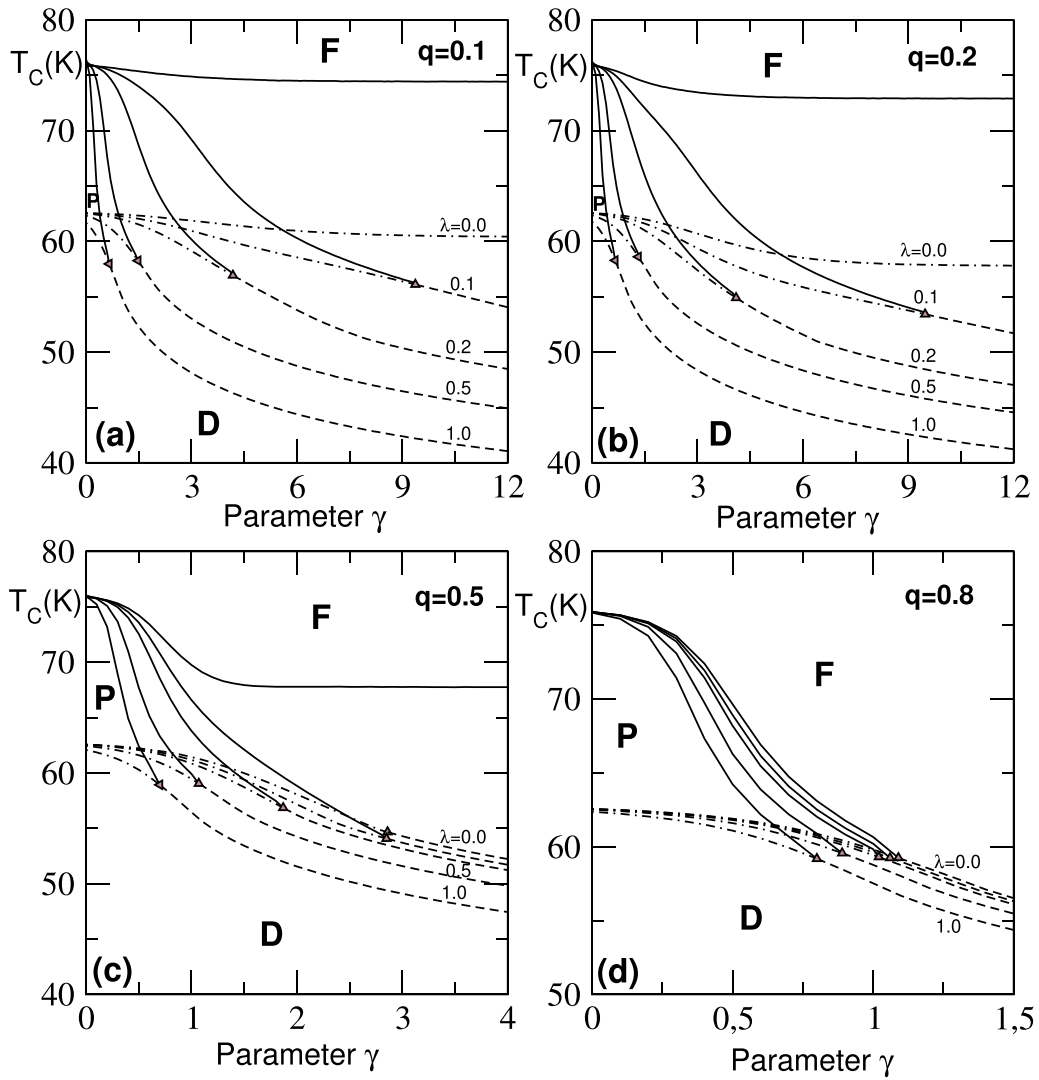 80
T_C(K)
F
q=0.1
70
P
60
λ=0.0
0.1
50
0.2
0.5
1.0
D
(a)
40
0
3
6
9
12
Parameter γ
80
T_C(K)
F
q=0.2
70
P
60
λ=0.0
0.1
50
0.2
0.5
1.0
D
(b)
40
0
3
6
9
12
Parameter γ
80
T_C(K)
F
q=0.5
70
P
60
λ=0.0
0.5
50
1.0
D
(c)
40
0
1
2
3
4
Parameter γ
80
T_C(K)
F
q=0.8
70
P
60
λ=0.0
D
1.0
(d)
50
0
0,5
1
1,5
Parameter γ